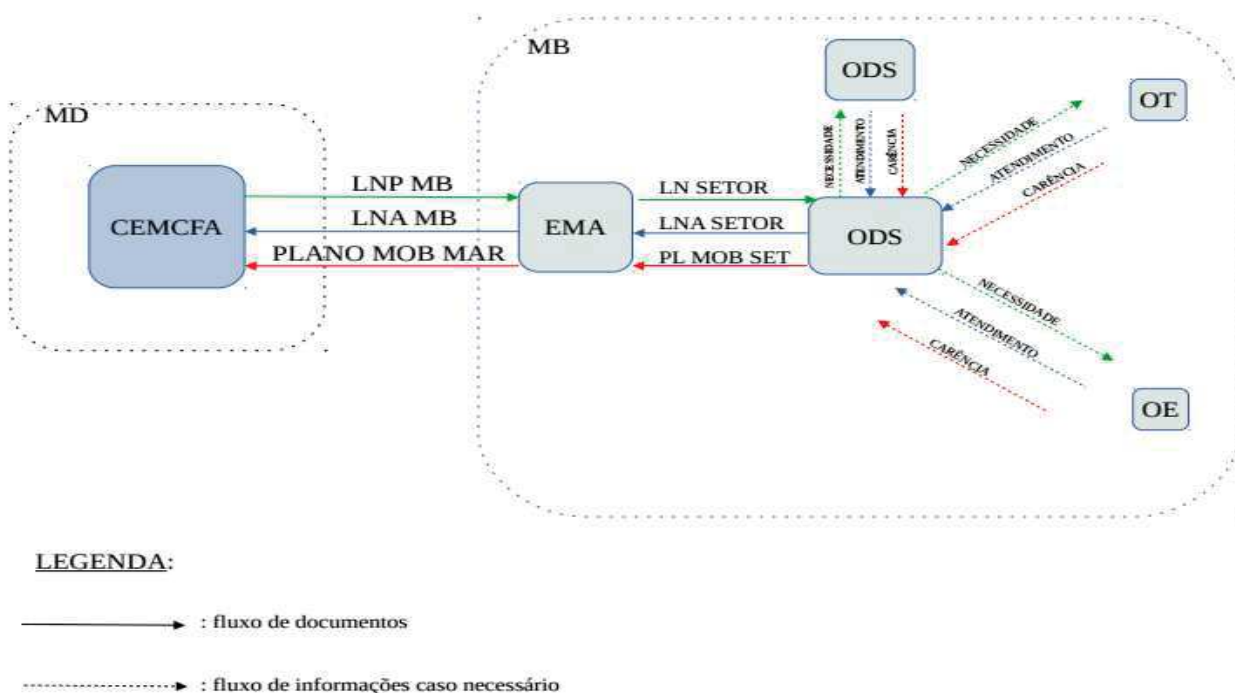 MB
MD
ODS
OT
NECESSIDADE
ATENDIMENTO
CARÊNCIA
NECESSIDADE
ATENDIMENTO
CARÊNCIA
CEMCFA
LNP MB
LNA MB
PLANO MOB MAR
EMA
LN SETOR
LNA SETOR
PL MOB SET
ODS
NECESSIDADE
ATENDIMENTO
CARÊNCIA
OE
LEGENDA:
: fluxo de documentos
: fluxo de informações caso necessário